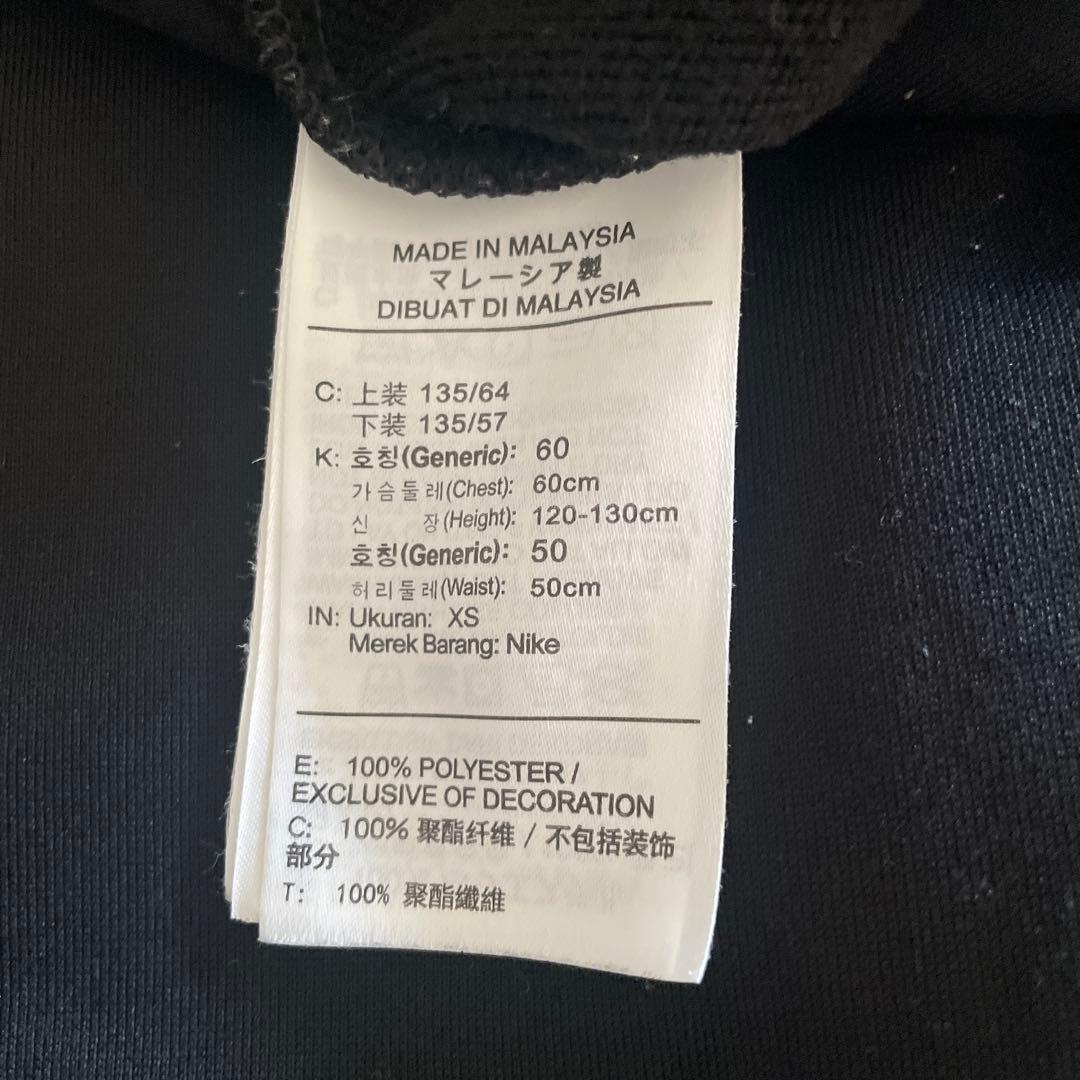 MADE IN MALAYSIA
マレーシア製
DIBUAT DI MALAYSIA
C: 上装 135/64
下装 135/57
K: 호칭(Generic): 60
가슴둘레(Chest): 60cm
신 장(Height): 120-130cm
호칭(Generic): 50
허리둘레(Waist): 50cm
IN: Ukuran: XS
Merek Barang: Nike
E: 100% POLYESTER /
EXCLUSIVE OF DECORATION
C: 100% 聚酯纤维 / 不包括装饰
部分
T: 100% 聚酯纖維